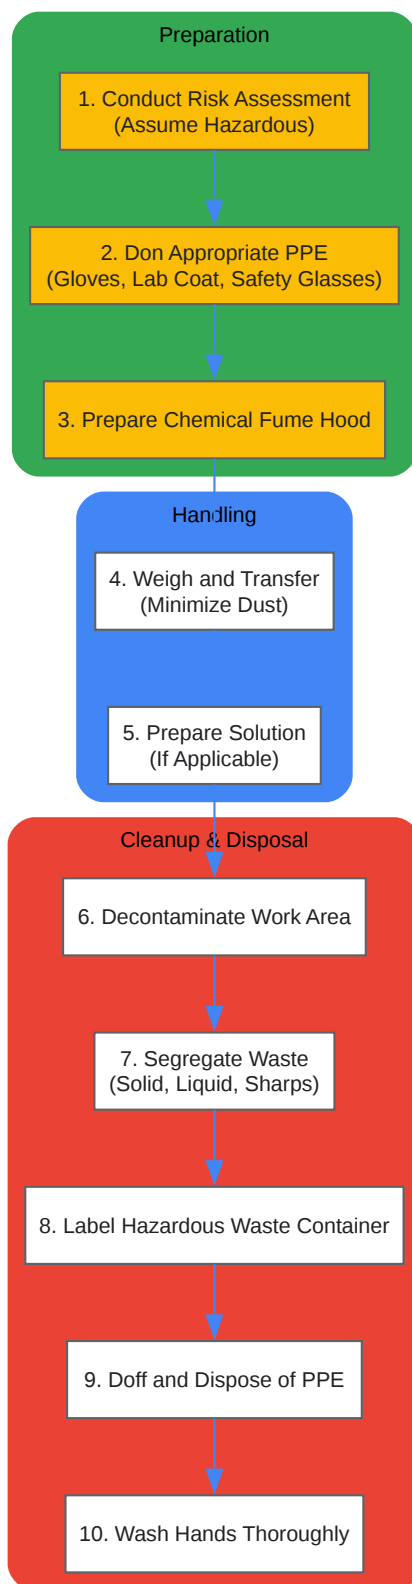 Preparation
1. Conduct Risk Assessment
(Assume Hazardous)
2. Don Appropriate PPE
(Gloves, Lab Coat, Safety Glasses)
3. Prepare Chemical Fume Hood
Handling
4. Weigh and Transfer
(Minimize Dust)
5. Prepare Solution
(If Applicable)
Cleanup & Disposal
6. Decontaminate Work Area
7. Segregate Waste
(Solid, Liquid, Sharps)
8. Label Hazardous Waste Container
9. Doff and Dispose of PPE
10. Wash Hands Thoroughly